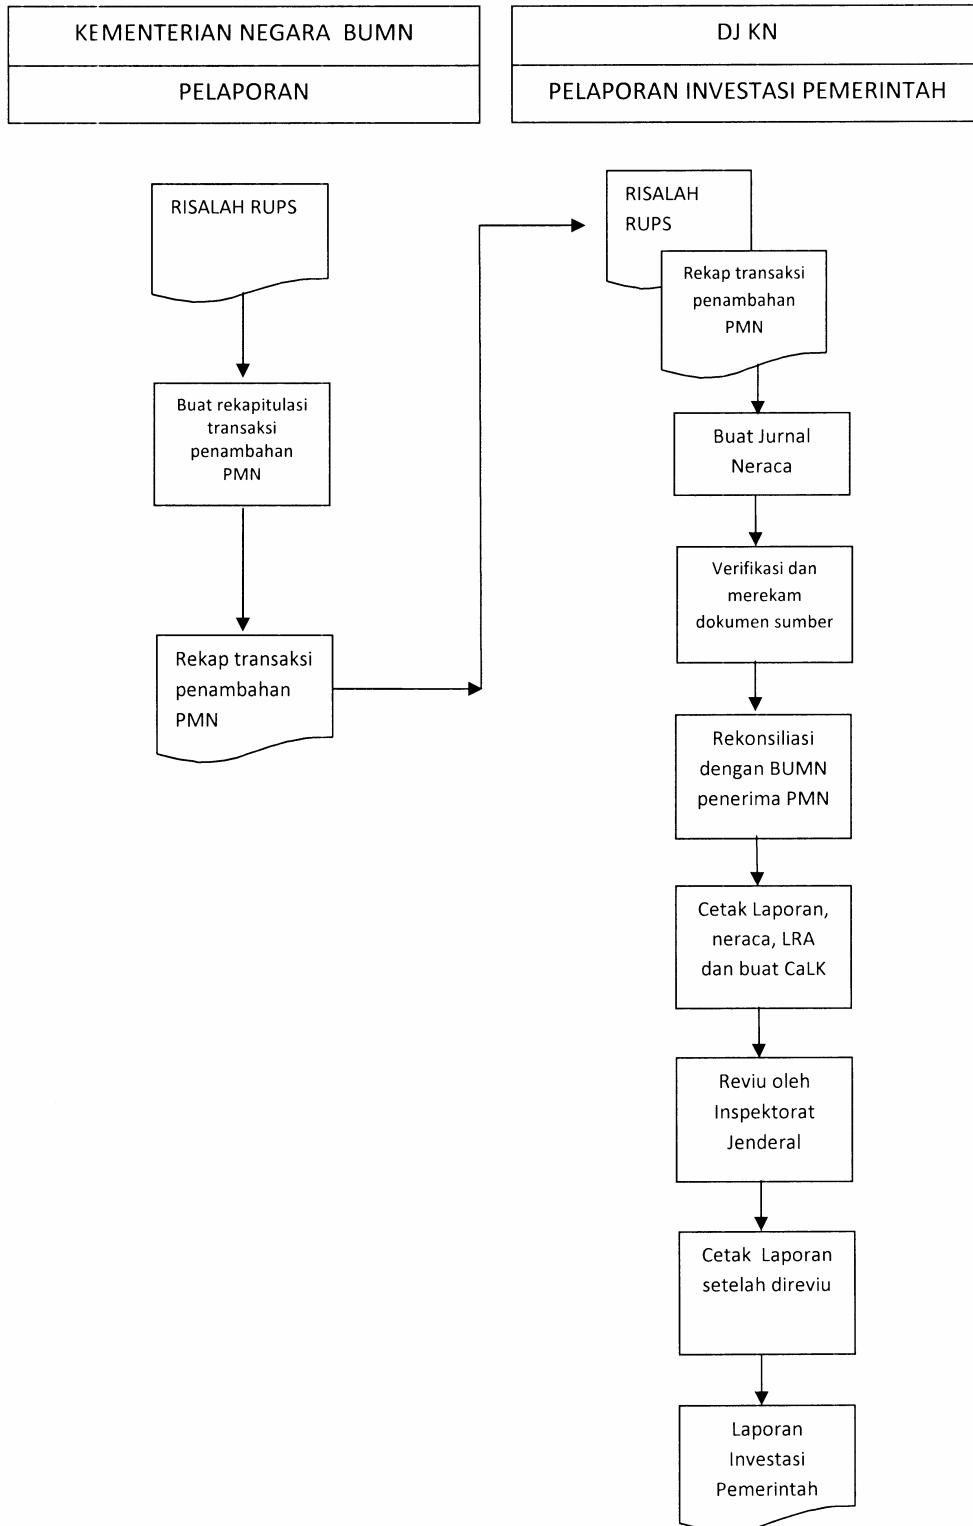 KEMENTERIAN NEGARA BUMN
PELAPORAN
DJ KN
PELAPORAN INVESTASI PEMERINTAH
RISALAH RUPS
Buat rekapitulasi
transaksi
penambahan
PMN
Rekap transaksi
penambahan
PMN
RISALAH
RUPS
Rekap transaksi
penambahan
PMN
Buat Jurnal
Neraca
Verifikasi dan
merekam
dokumen sumber
Rekonsiliasi
dengan BUMN
penerima PMN
Cetak Laporan,
neraca, LRA
dan buat CaLK
Reviu oleh
Inspektorat
Jenderal
Cetak Laporan
setelah direviu
Laporan
Investasi
Pemerintah